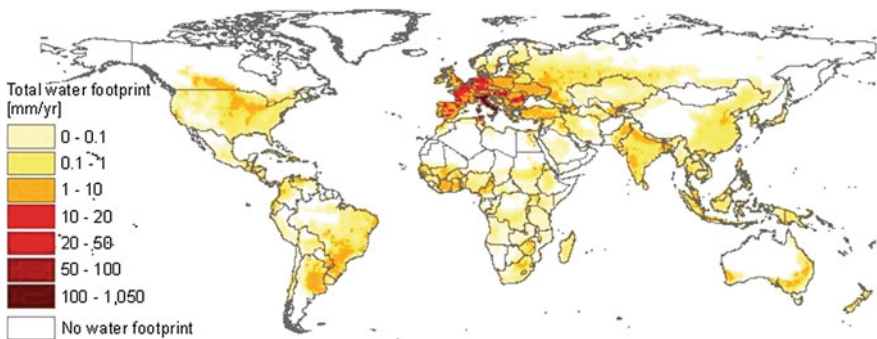 Total water footprint
[mm/yr]
0 - 0.1
0.1 - 1
1 - 10
10 - 20
20 - 50
50 - 100
100 - 1,050
No water footprint